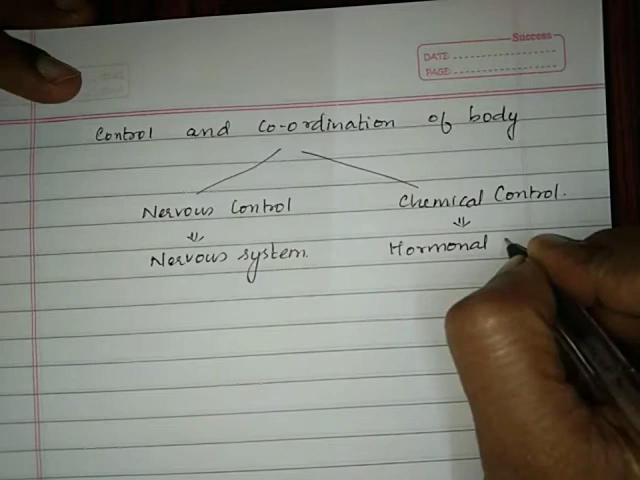 Success
DATE
PAGE
Control and Co-ordination of body
Nervous Control Chemical Control.
Nervous system. Hormonal